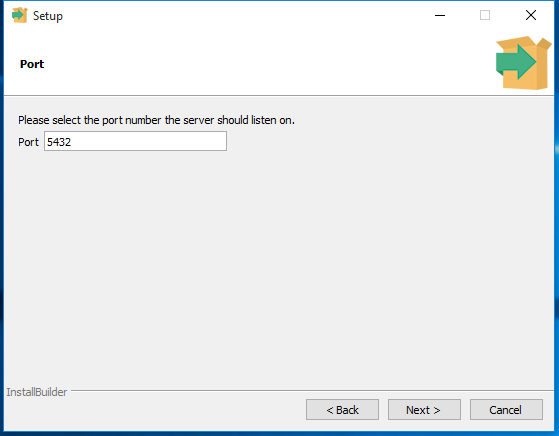 Setup
Port
Please select the port number the server should listen on.
Port 5432
InstallBuilder
< Back Next > Cancel